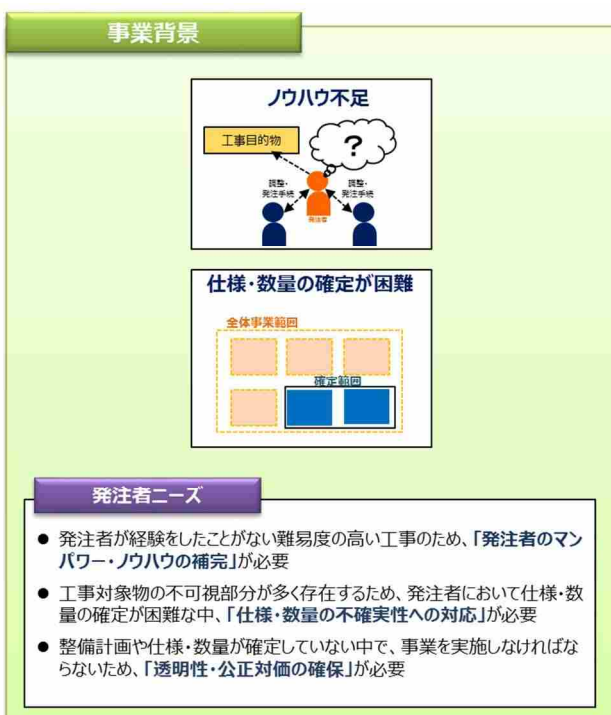 事業背景
ノウハウ不足
工事目的物
?
調整・
発注手続
調整・
発注手続
発注者
仕様・数量の確定が困難
全体事業範囲
確定範囲
発注者ニーズ
● 発注者が経験をしたことがない難易度の高い工事のため、「発注者のマン
パワー・ノウハウの補完」が必要
● 工事対象物の不可視部分が多く存在するため、発注者において仕様・数
量の確定が困難な中、「仕様・数量の不確実性への対応」が必要
● 整備計画や仕様・数量が確定していない中で、事業を実施しなければな
らないため、「透明性・公正対価の確保」が必要